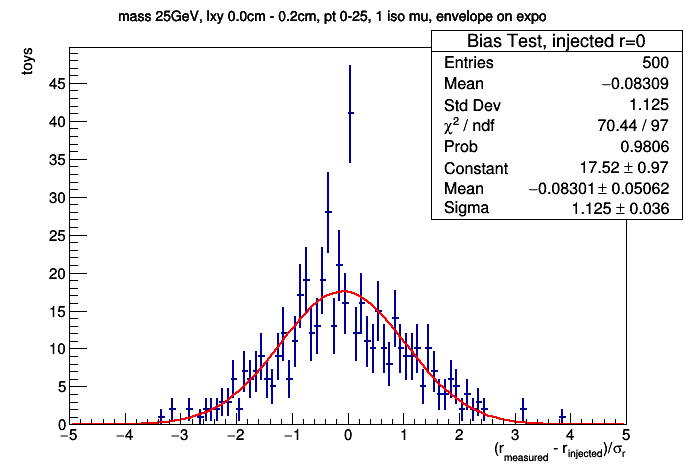 mass 25GeV, lxy 0.0cm - 0.2cm, pt 0-25, 1 iso mu, envelope on expo
Bias Test, injected r=0
Entries 500
Mean −0.08309
Std Dev 1.125
χ² / ndf 70.44 / 97
Prob 0.9806
Constant 17.52 ± 0.97
Mean −0.08301 ± 0.05062
Sigma 1.125 ± 0.036
toys
45
40
35
30
25
20
15
10
5
0
−5 −4 −3 −2 −1 0 1 2 3 4 5
(r_measured - r_injected)/σ_r